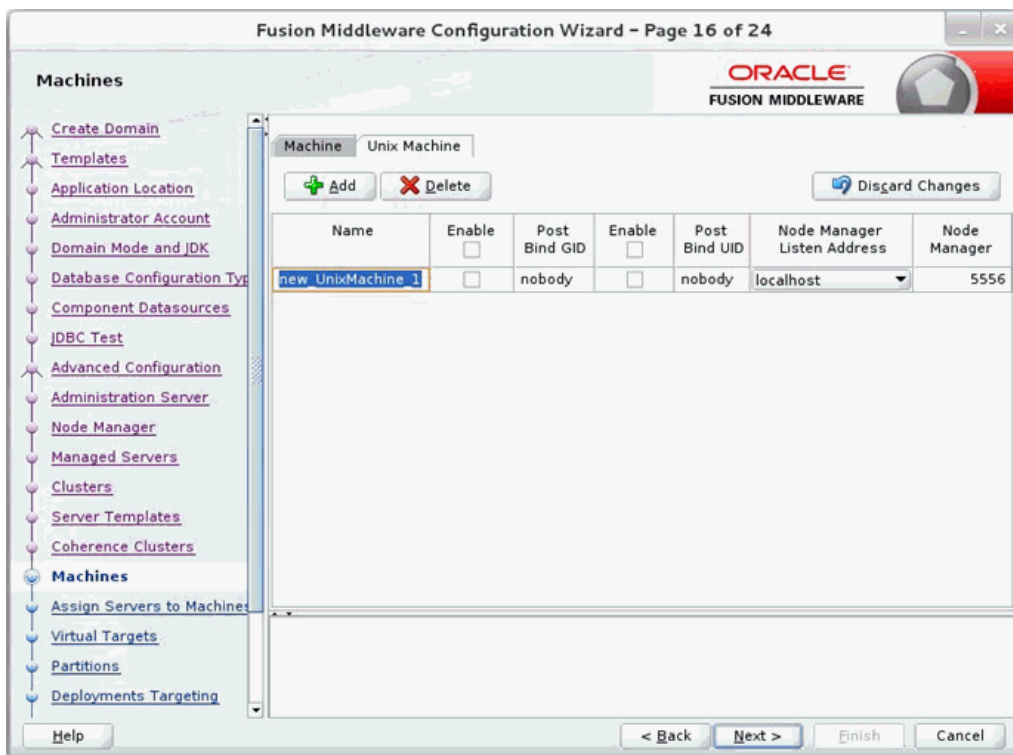 Fusion Middleware Configuration Wizard – Page 16 of 24
Machines
ORACLE
FUSION MIDDLEWARE
Create Domain
Templates
Application Location
Administrator Account
Domain Mode and JDK
Database Configuration Typ
Component Datasources
JDBC Test
Advanced Configuration
Administration Server
Node Manager
Managed Servers
Clusters
Server Templates
Coherence Clusters
Machines
Assign Servers to Machines
Virtual Targets
Partitions
Deployments Targeting
Machine Unix Machine
Add Delete Discard Changes
Name Enable Post Bind GID Enable Post Bind UID Node Manager Listen Address Node Manager
new_UnixMachine_1 nobody nobody localhost 5556
Help < Back Next > Finish Cancel